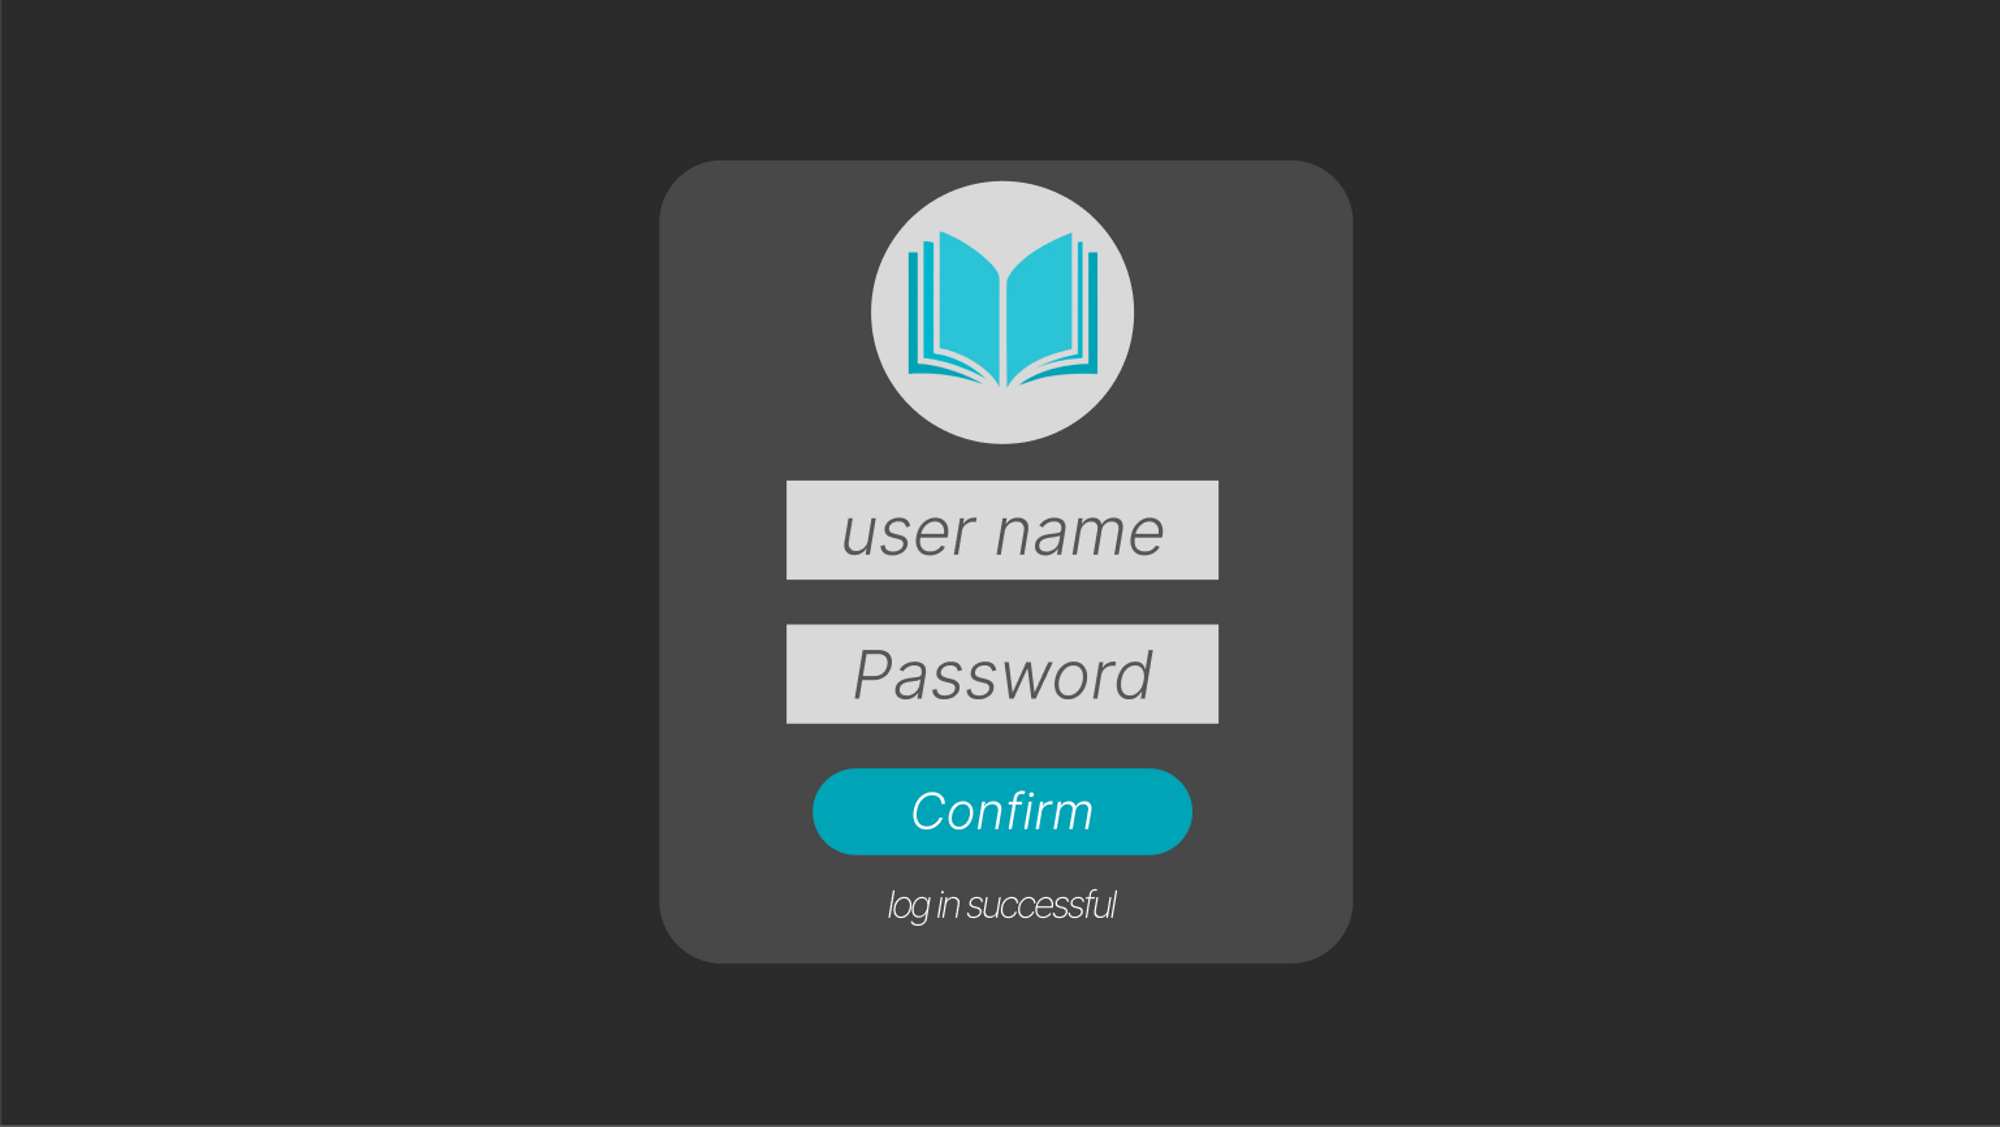 user name
Password
Confirm
log in successful